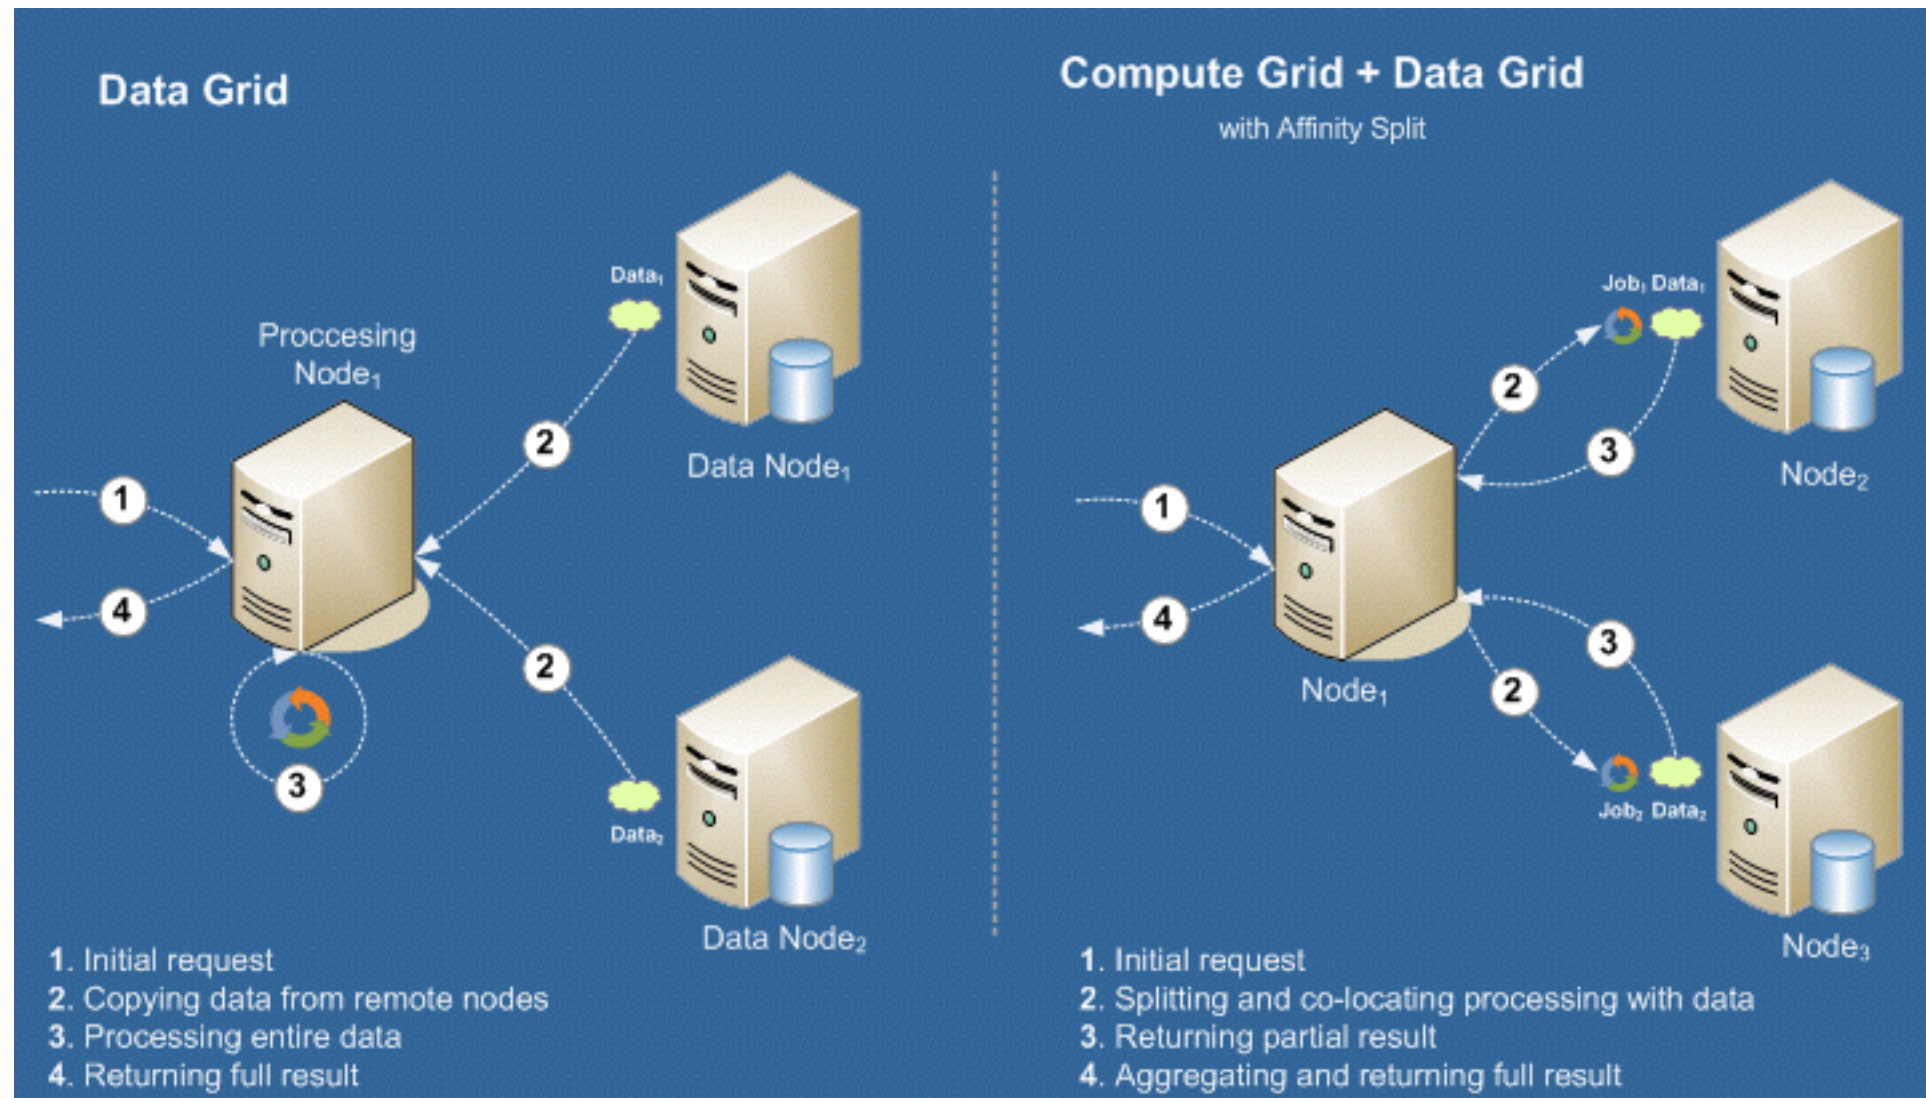 Data Grid
Proccesing
Node₁
Data₁
Data Node₁
1
2
2
3
4
Data₂
Data Node₂
1. Initial request
2. Copying data from remote nodes
3. Processing entire data
4. Returning full result
Compute Grid + Data Grid
with Affinity Split
Job₁ Data₁
2
3
Node₂
1
4
Node₁
3
2
Job₂ Data₂
Node₃
1. Initial request
2. Splitting and co-locating processing with data
3. Returning partial result
4. Aggregating and returning full result